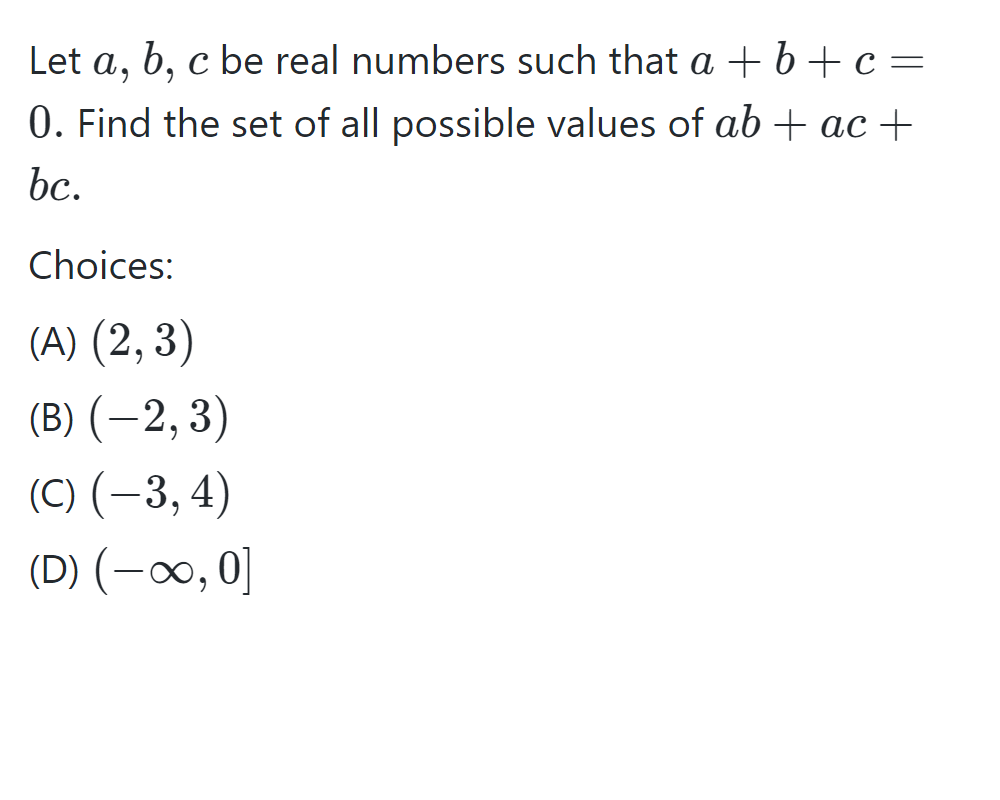 Let a, b, c be real numbers such that a + b + c =
0. Find the set of all possible values of ab + ac +
bc.
Choices:
(A) (2, 3)
(B) (−2, 3)
(C) (−3, 4)
(D) (−∞, 0]